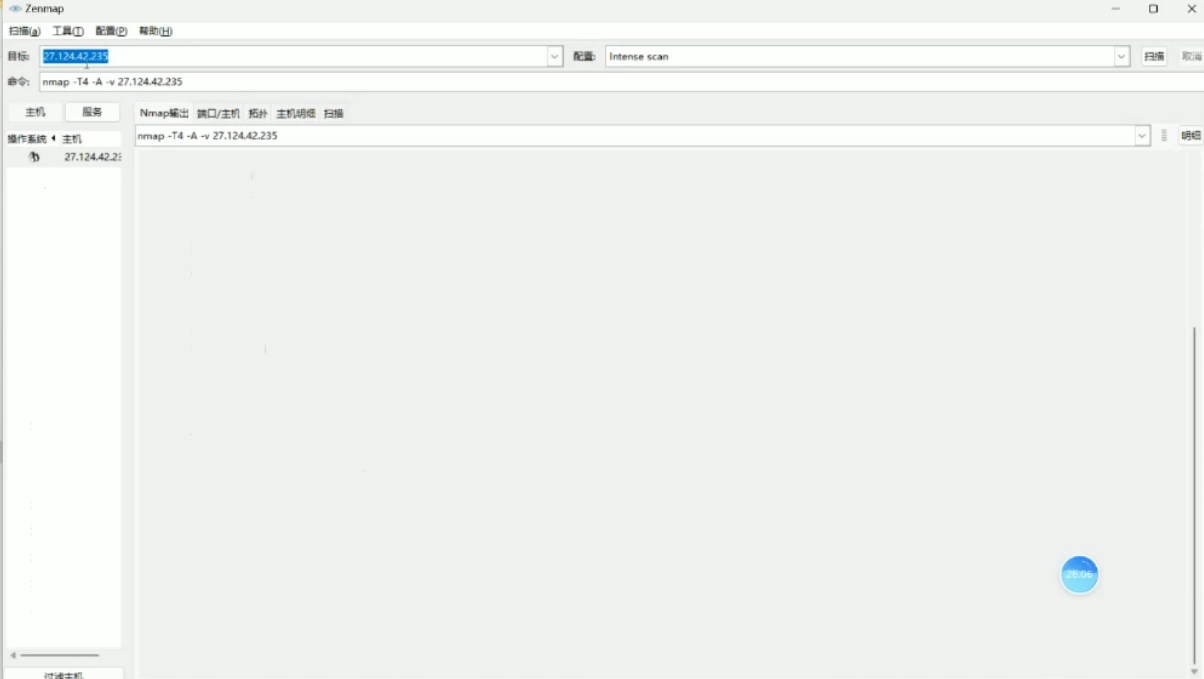 Zenmap
扫描(a) 工具(T) 配置(P) 帮助(H)
目标: 27.124.42.235 配置: Intense scan 扫描 取消
命令: nmap -T4 -A -v 27.124.42.235
主机 服务 Nmap输出 端口/主机 拓扑 主机明细 扫描
操作系统 主机 nmap -T4 -A -v 27.124.42.235 明细
27.124.42.23
26:06
过滤主机